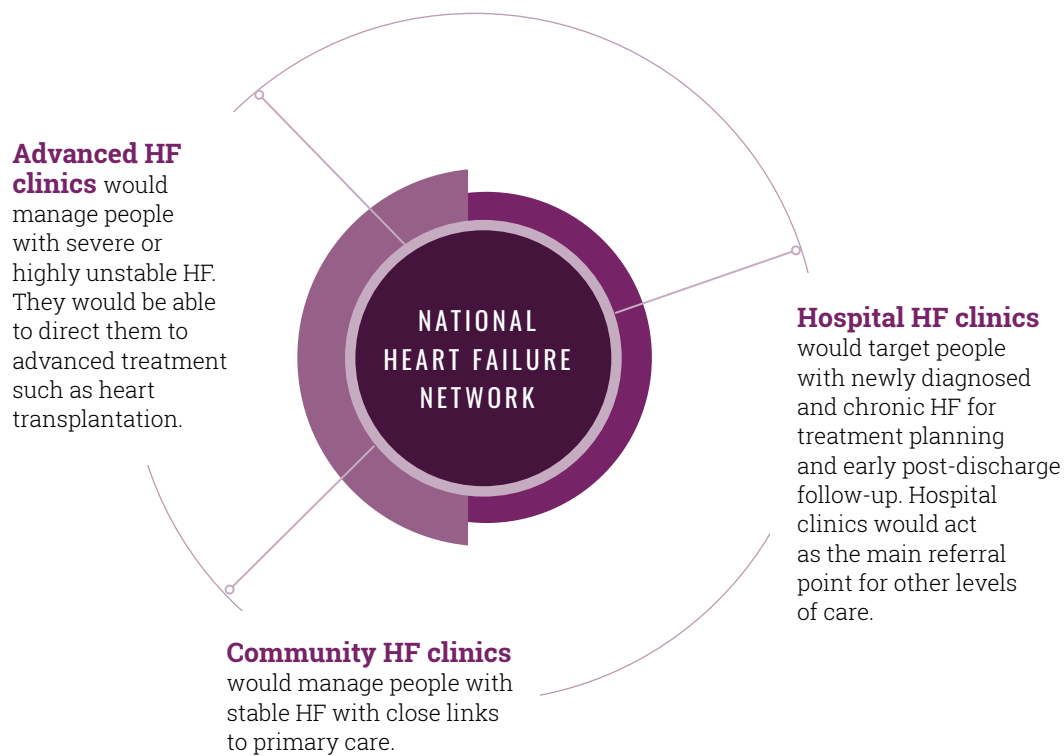 Advanced HF
clinics would
manage people
with severe or
highly unstable HF.
They would be able
to direct them to
advanced treatment
such as heart
transplantation.
NATIONAL
HEART FAILURE
NETWORK
Hospital HF clinics
would target people
with newly diagnosed
and chronic HF for
treatment planning
and early post-discharge
follow-up. Hospital
clinics would act
as the main referral
point for other levels
of care.
Community HF clinics
would manage people with
stable HF with close links
to primary care.